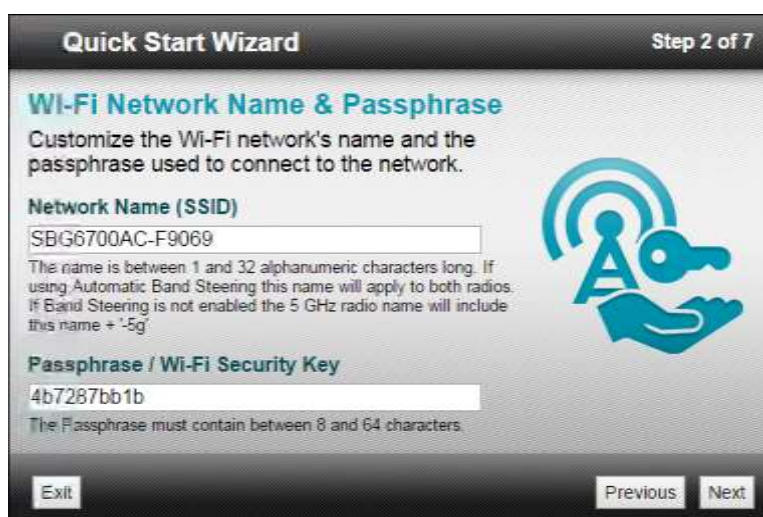 Quick Start Wizard
Step 2 of 7
Wi-Fi Network Name & Passphrase
Customize the Wi-Fi network's name and the
passphrase used to connect to the network.
Network Name (SSID)
SBG6700AC-F9069
The name is between 1 and 32 alphanumeric characters long. If
using Automatic Band Steering this name will apply to both radios.
If Band Steering is not enabled the 5 GHz radio name will include
this name + '-5g'
Passphrase / Wi-Fi Security Key
4b7287bb1b
The Passphrase must contain between 8 and 64 characters.
Exit
Previous
Next